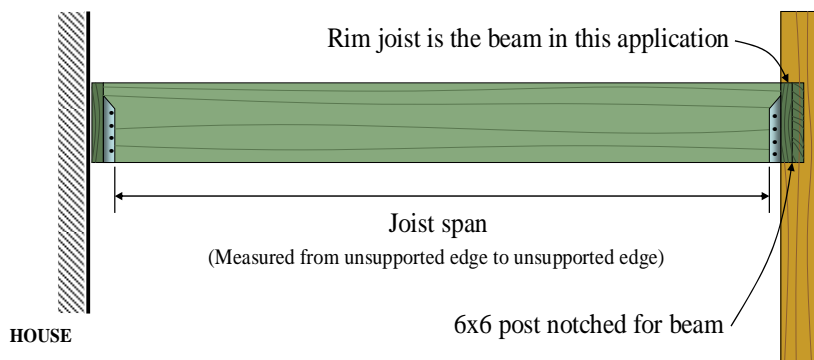 Rim joist is the beam in this application
Joist span
(Measured from unsupported edge to unsupported edge)
6x6 post notched for beam
HOUSE